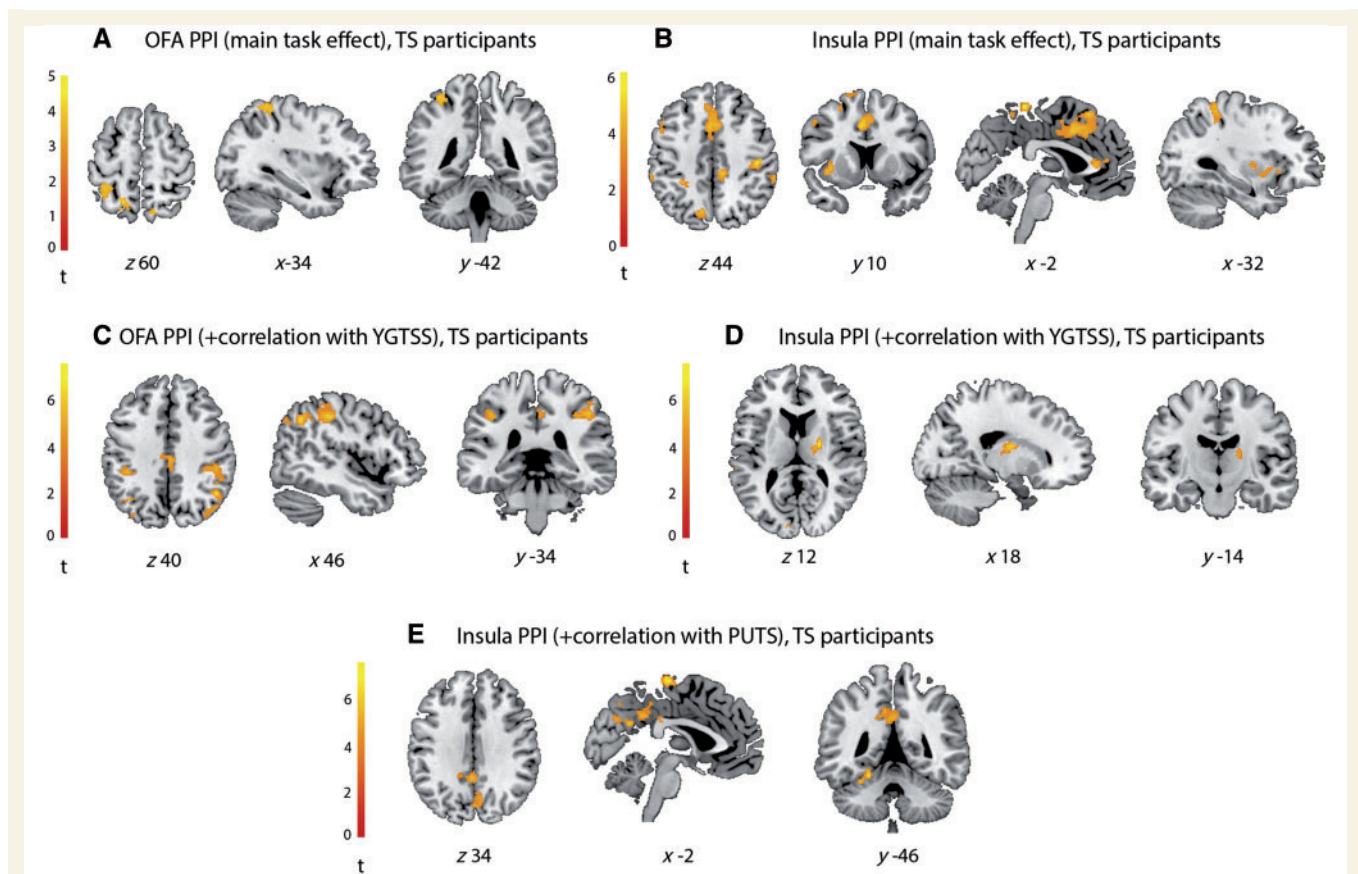 A OFA PPI (main task effect), TS participants
5
4
3
2
1
0
t
z 60
x-34
y -42
B Insula PPI (main task effect), TS participants
6
4
2
0
t
z 44
y 10
x -2
x -32
C OFA PPI (+correlation with YGTSS), TS participants
6
4
2
0
t
z 40
x 46
y -34
D Insula PPI (+correlation with YGTSS), TS participants
6
4
2
0
t
z 12
x 18
y -14
E Insula PPI (+correlation with PUTS), TS participants
6
4
2
0
t
z 34
x -2
y -46